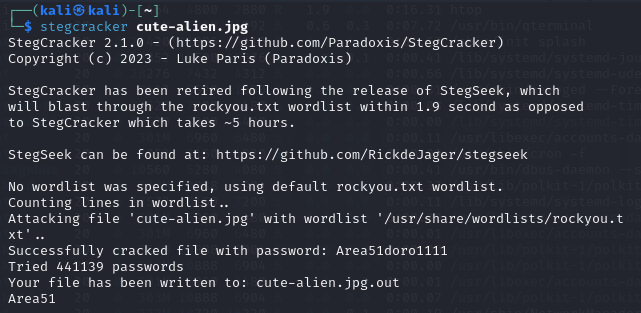 ┌──(kali㉿kali)-[~]
└─$ stegcracker cute-alien.jpg
StegCracker 2.1.0 - (https://github.com/Paradoxis/StegCracker)
Copyright (c) 2023 - Luke Paris (Paradoxis)

StegCracker has been retired following the release of StegSeek, which
will blast through the rockyou.txt wordlist within 1.9 second as opposed
to StegCracker which takes ~5 hours.

StegSeek can be found at: https://github.com/RickdeJager/stegseek

No wordlist was specified, using default rockyou.txt wordlist.
Counting lines in wordlist..
Attacking file 'cute-alien.jpg' with wordlist '/usr/share/wordlists/rockyou.t
xt'..
Successfully cracked file with password: Area51doro1111
Tried 441139 passwords
Your file has been written to: cute-alien.jpg.out
Area51